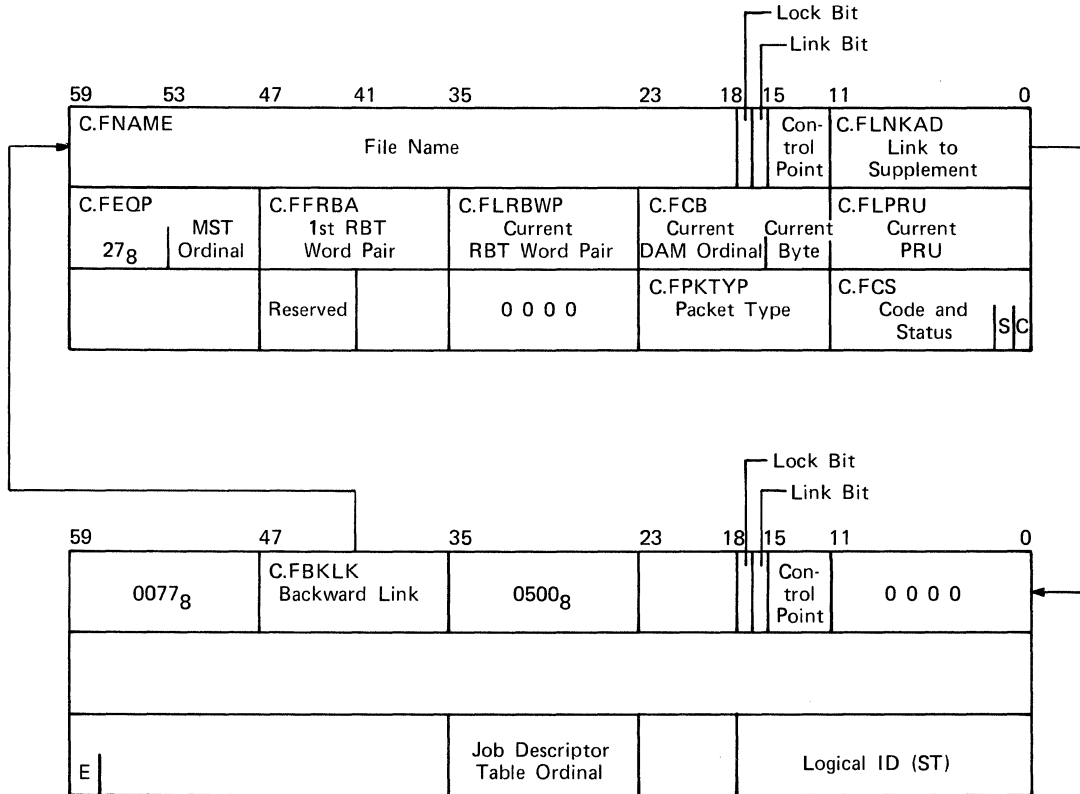 Lock Bit
Link Bit
59 53 47 41 35 23 18 15 11 0
C.FNAME
File Name
Con-
trol
Point
C.FLNKAD
Link to
Supplement
C.FEQP
27₈
MST
Ordinal
C.FFRBA
1st RBT
Word Pair
C.FLRBWP
Current
RBT Word Pair
C.FCB
Current
DAM Ordinal
Current
Byte
C.FLPRU
Current
PRU
Reserved
0 0 0 0
C.FPKTYP
Packet Type
C.FCS
Code and
Status
S
C
Lock Bit
Link Bit
59 47 35 23 18 15 11 0
0077₈
C.FBKLK
Backward Link
0500₈
Con-
trol
Point
0 0 0 0
E
Job Descriptor
Table Ordinal
Logical ID (ST)